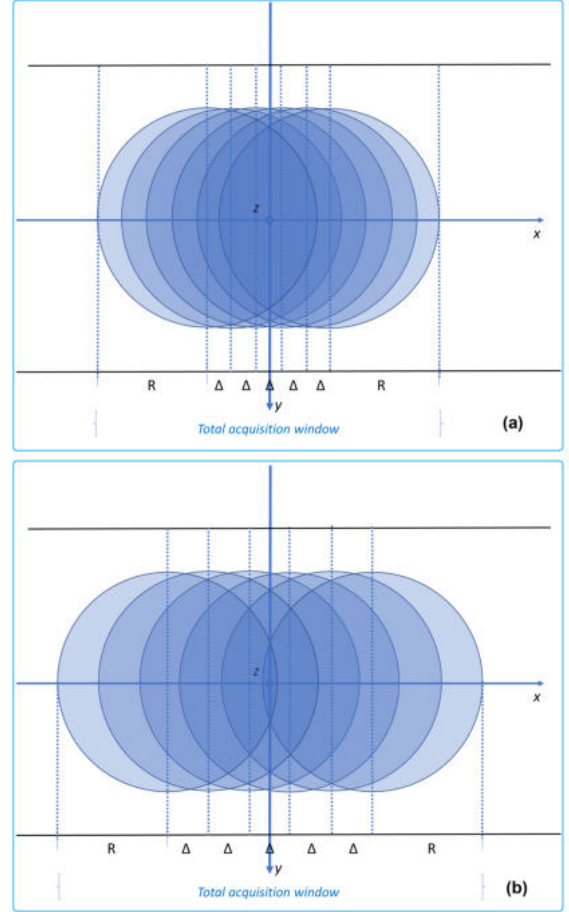 z
x
R Δ Δ Δ Δ Δ R
y
Total acquisition window
(a)
z
x
R Δ Δ Δ Δ Δ R
y
Total acquisition window
(b)